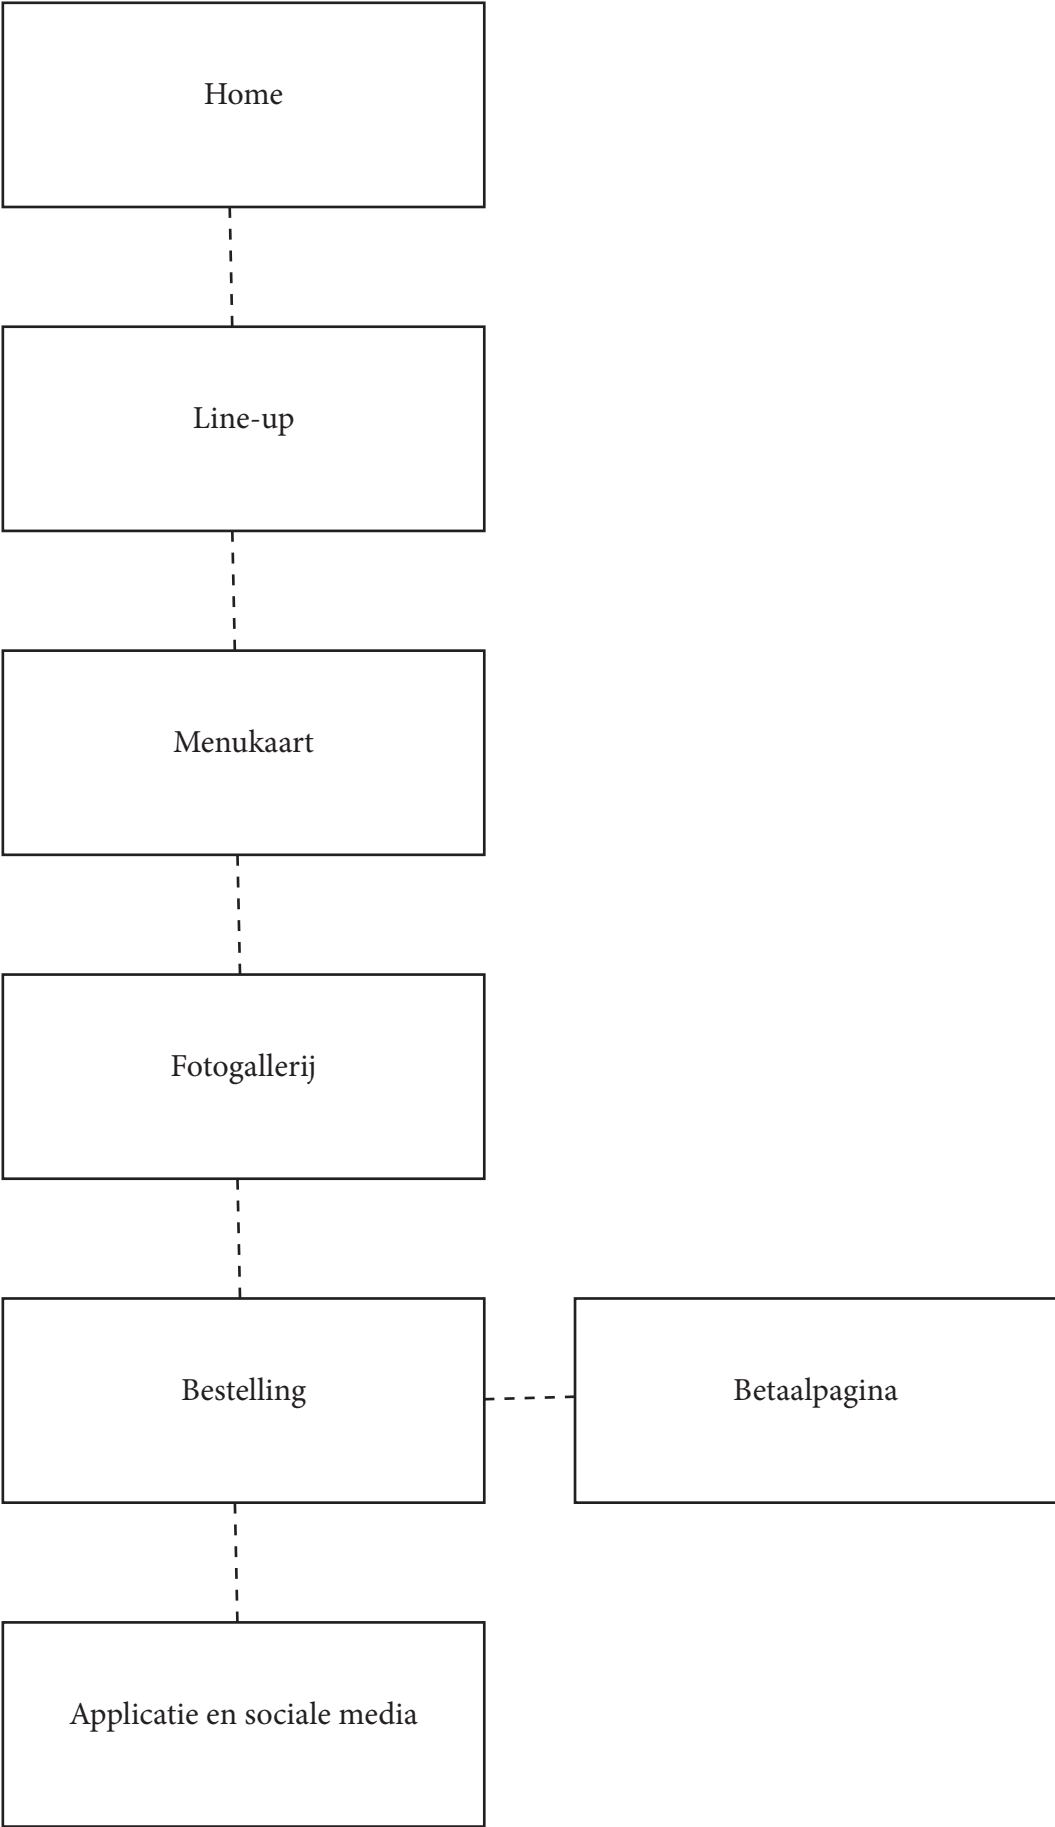 Home
Line-up
Menukaart
Fotogallerij
Bestelling
Betaalpagina
Applicatie en sociale media